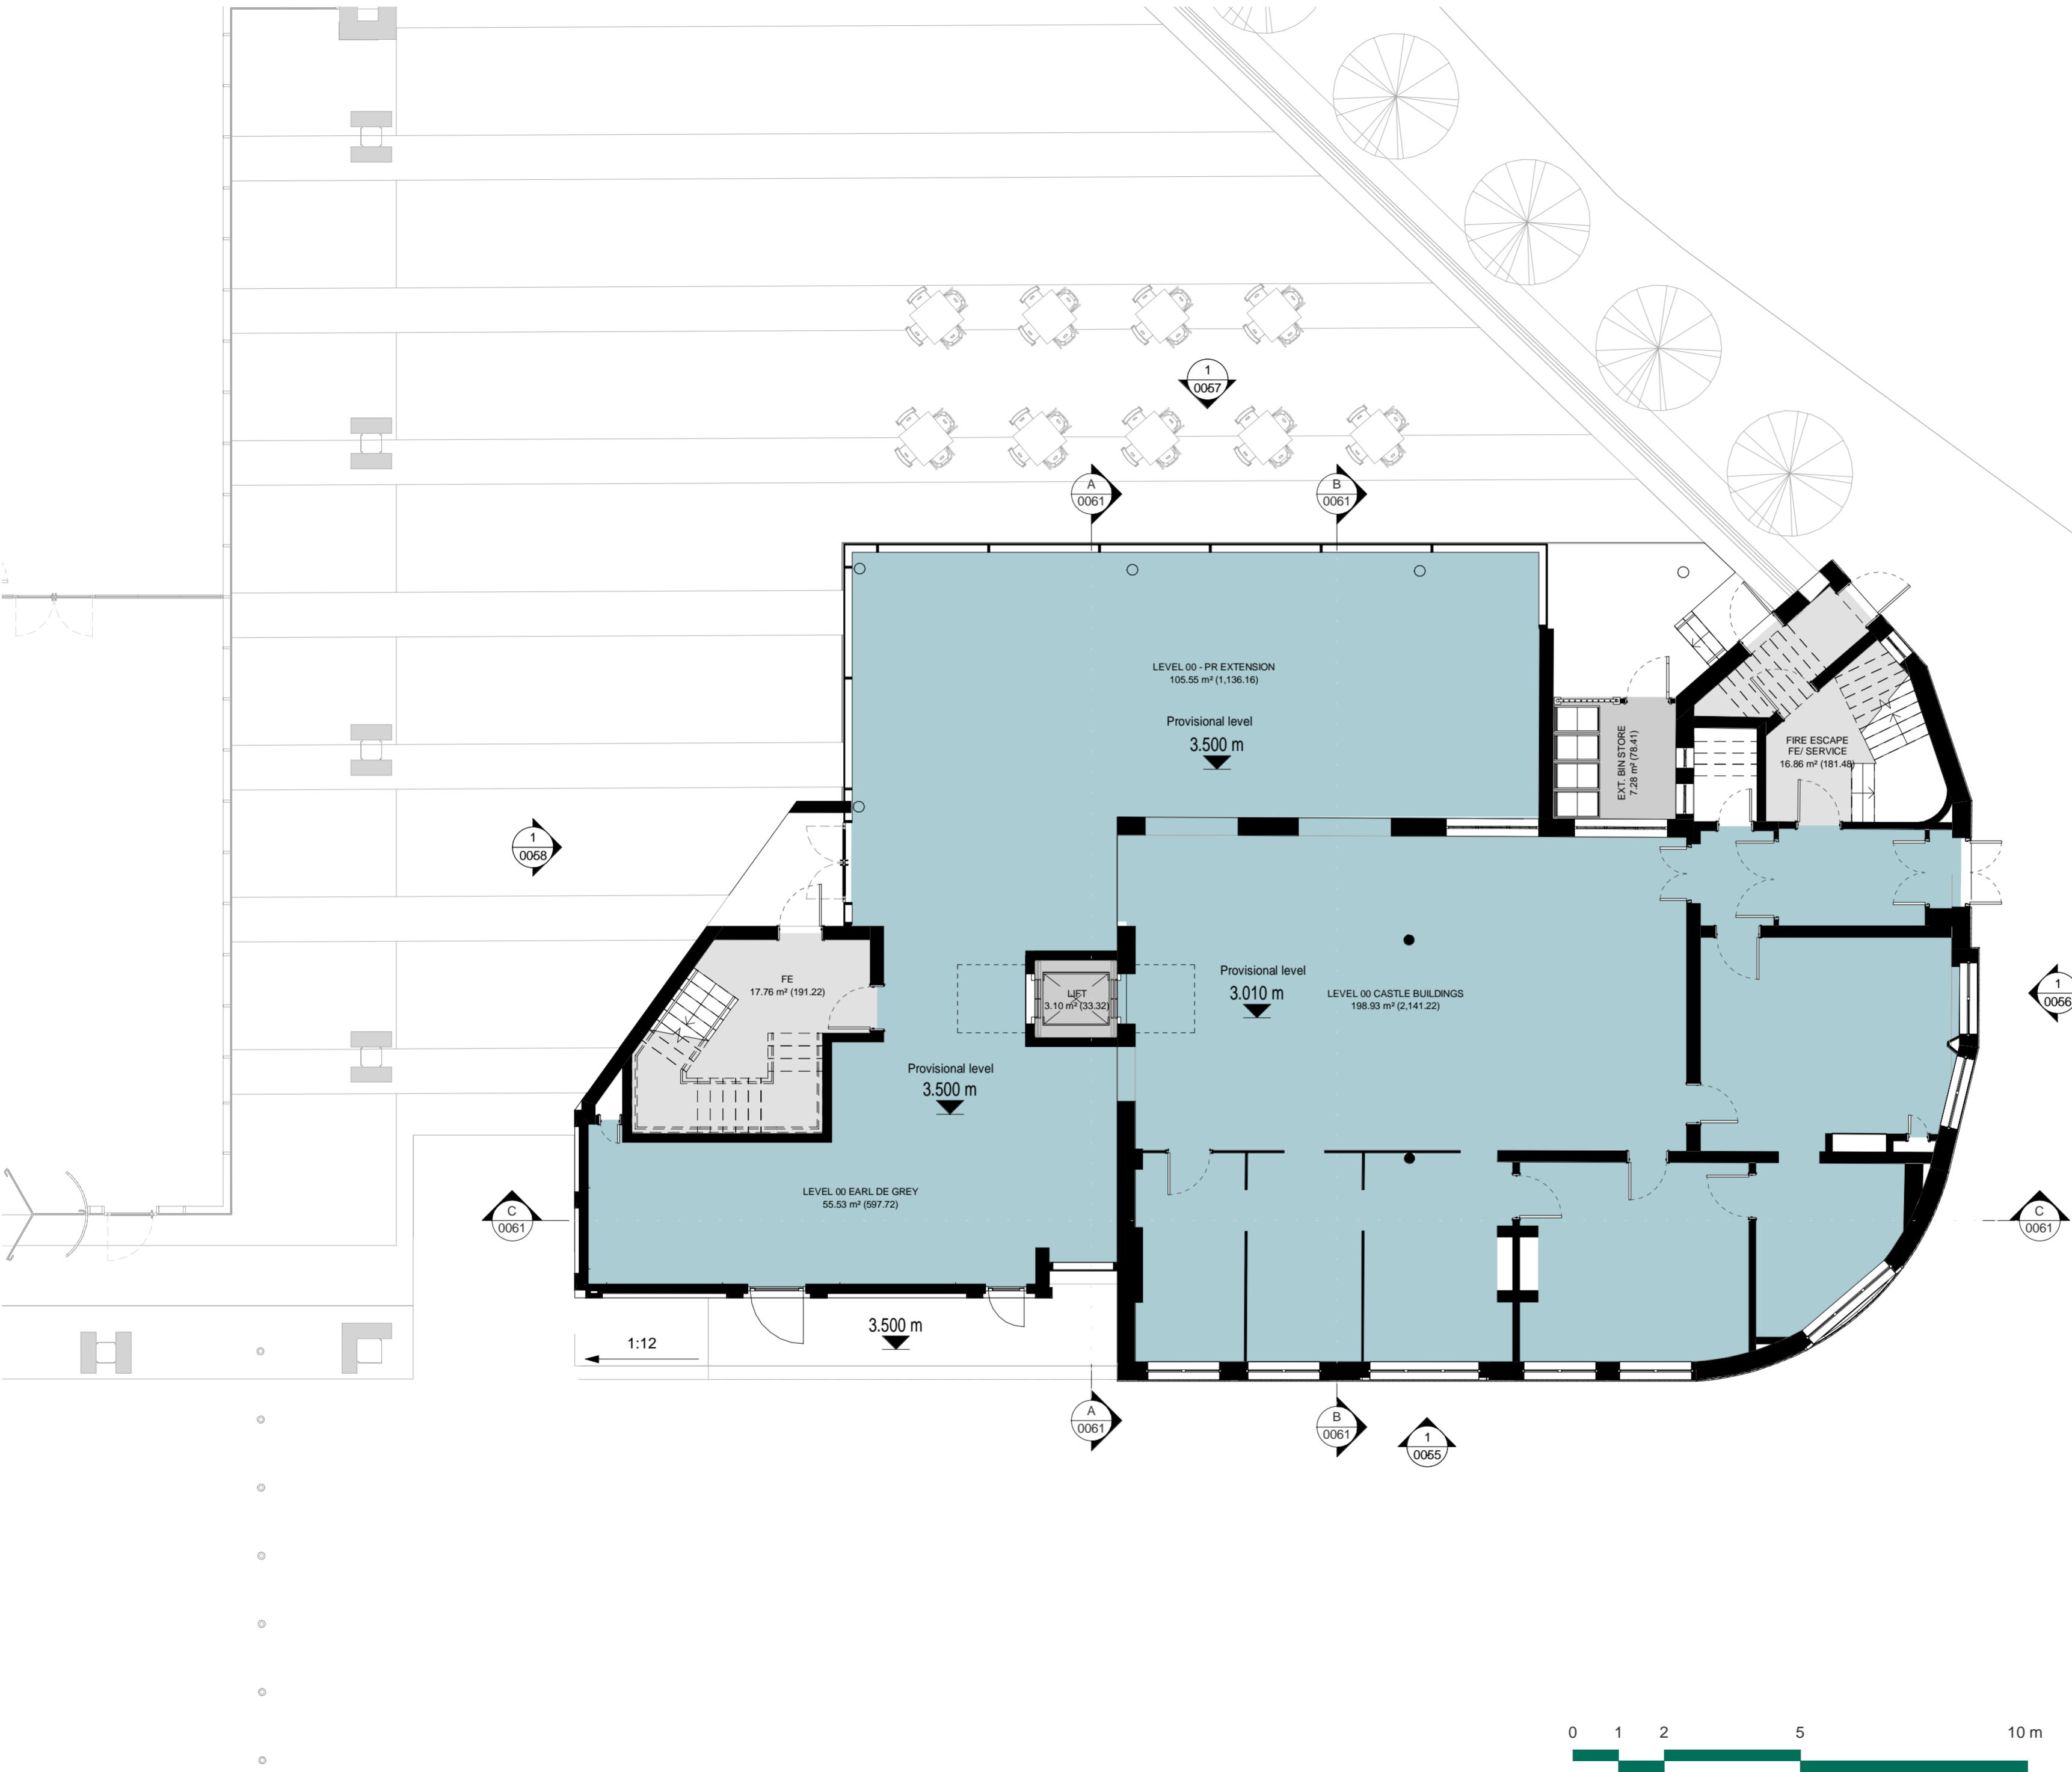 1
0057
A
0061
B
0061
LEVEL 00 - PR EXTENSION
105.55 m² (1,136.16)
Provisional level
3.500 m
EXT. BIN STORE
7.28 m² (78.41)
FIRE ESCAPE
FE/ SERVICE
16.86 m² (181.48)
1
0058
FE
17.76 m² (191.22)
LIFT
3.10 m² (33.32)
Provisional level
3.010 m
LEVEL 00 CASTLE BUILDINGS
198.93 m² (2,141.22)
1
0056
Provisional level
3.500 m
LEVEL 00 EARL DE GREY
55.53 m² (597.72)
C
0061
C
0061
3.500 m
1:12
A
0061
B
0061
1
0055
0 1 2 5 10 m